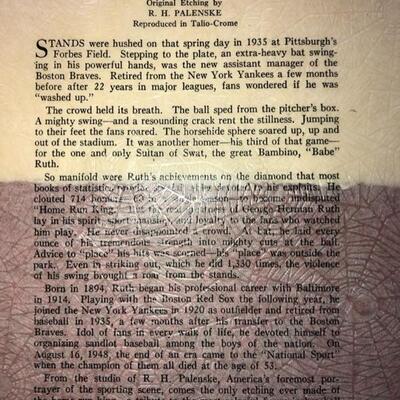 Original Etching by
R. H. PALENSKE
Reproduced in Talio-Crome
STANDS were hushed on that spring day in 1935 at Pittsburgh's
Forbes Field. Stepping to the plate, an extra-heavy bat swing-
ing in his powerful hands, was the new assistant manager of the
Boston Braves. Retired from the New York Yankees a few months
before after 22 years in major leagues, fans wondered if he was
"washed up."
The crowd held its breath. The ball sped from the pitcher's box.
A mighty swing—and a resounding crack rent the stillness. Jumping
to their feet the fans roared. The horsehide sphere soared up, up and
out of the stadium. It was another homer—his third of that game—
for the one and only Sultan of Swat, the great Bambino, "Babe"
Ruth.
So manifold were Ruth's achievements on the diamond that most
books of statistics his exploits. He
clouted 714 homers, to become undisputed
"Home Run King." greatness of George Herman Ruth
lay in his spirit, sportsmanship, and loyalty to the fans who watched
him play. He never disappointed a crowd. At bat, he laid every
ounce of his tremendous strength into mighty cuts at the ball.
Advice to "place" his hits was scorned—his "place" was outside the
park. Even in striking out, which he did 1,330 times, the violence
of his swing brought a roar from the stands.
Born in 1894, Ruth began his professional career with Baltimore
in 1914. Playing with the Boston Red Sox the following year, he
joined the New York Yankees in 1920 as outfielder and retired from
baseball in 1935, a few months after his transfer to the Boston
Braves. Idol of fans in every walk of life, he devoted himself to
organizing sandlot baseball among the boys of the nation. On
August 16, 1948, the end of an era came to the "National Sport"
when the champion of them all died at the age of 53.
From the studio of R. H. Palenske, America's foremost por-
trayer of the sporting scene, comes the only etching ever made of